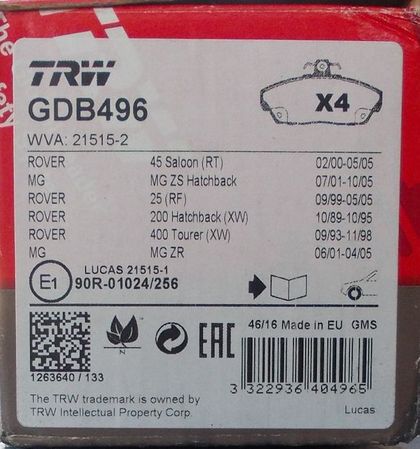 The
TRW
GDB496
X4
WVA: 21515-2
ROVER 45 Saloon (RT) 02/00-05/05
MG MG ZS Hatchback 07/01-10/05
ROVER 25 (RF) 09/99-05/05
ROVER 200 Hatchback (XW) 10/89-10/95
ROVER 400 Tourer (XW) 09/93-11/98
MG MG ZR 06/01-04/05
E1
LUCAS 21515-1
90R-01024/256
N
EAC
46/16 Made in EU GMS
1263640 / 133
3 322936 404965
The TRW trademark is owned by
TRW Intellectual Property Corp.
Lucas